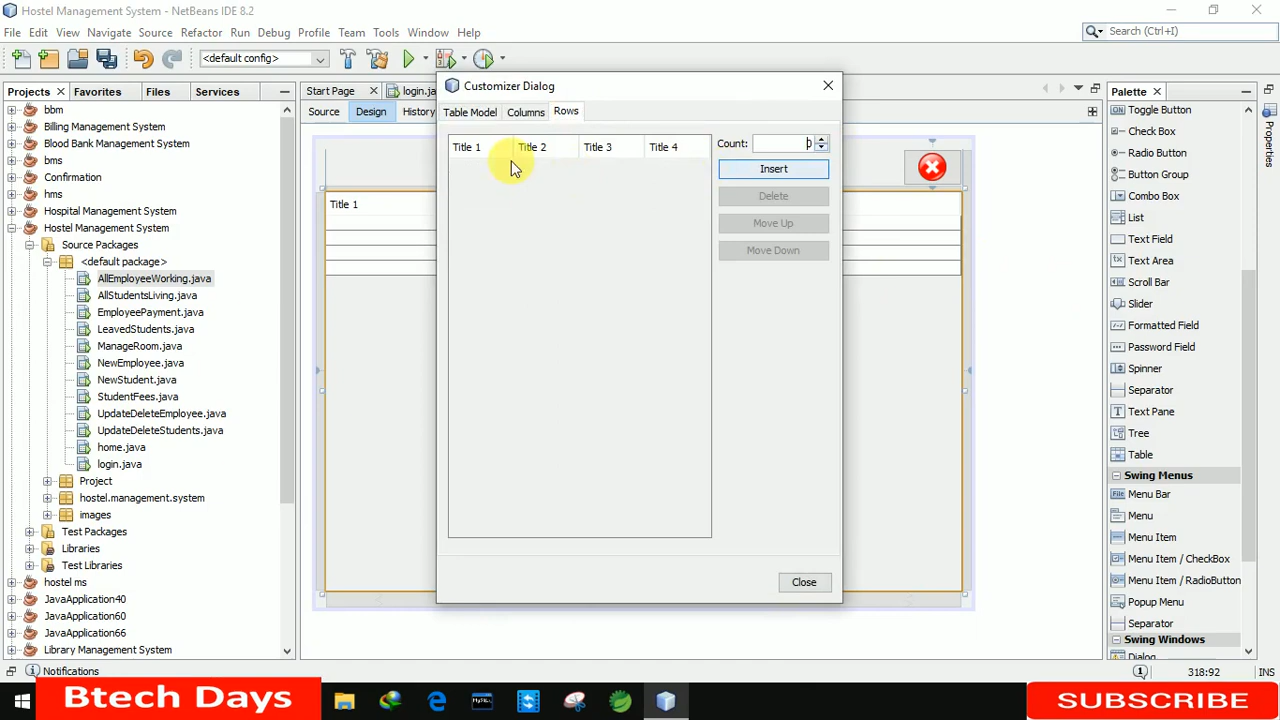 Hostel Management System - NetBeans IDE 8.2
File Edit View Navigate Source Refactor Run Debug Profile Team Tools Window Help
Search (Ctrl+I)
<default config>
Projects Favorites Files Services
bbm
Billing Management System
Blood Bank Management System
bms
Confirmation
hms
Hospital Management System
Hostel Management System
Source Packages
<default package>
AllEmployeeWorking.java
AllStudentsLiving.java
EmployeePayment.java
LeavedStudents.java
ManageRoom.java
NewEmployee.java
NewStudent.java
StudentFees.java
UpdateDeleteEmployee.java
UpdateDeleteStudents.java
home.java
login.java
Project
hostel.management.system
images
Test Packages
Libraries
Test Libraries
hostel ms
JavaApplication40
JavaApplication60
JavaApplication66
Library Management System
Start Page login.ja
Source Design History
Title 1
Customizer Dialog
Table Model Columns Rows
Title 1 Title 2 Title 3 Title 4
Count: 0
Insert
Delete
Move Up
Move Down
Close
Palette
Toggle Button
Check Box
Radio Button
Button Group
Combo Box
List
Text Field
Text Area
Scroll Bar
Slider
Formatted Field
Password Field
Spinner
Separator
Text Pane
Tree
Table
Swing Menus
Menu Bar
Menu
Menu Item
Menu Item / CheckBox
Menu Item / RadioButton
Popup Menu
Separator
Swing Windows
Dialog
Properties
Notifications
318:92 INS
Btech Days
MySQL
SUBSCRIBE